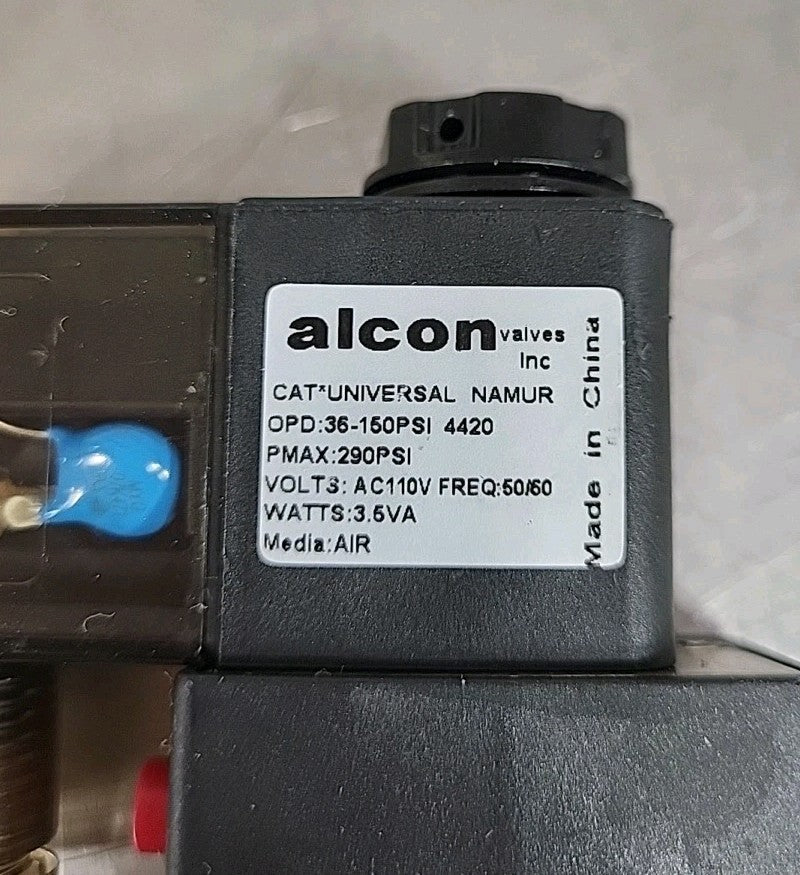 alcon valves
Inc
CAT*UNIVERSAL NAMUR
OPD:36-150PSI 4420
PMAX:290PSI
VOLTS: AC110V FREQ:50/60
WATTS:3.5VA
Media:AIR
Made in China